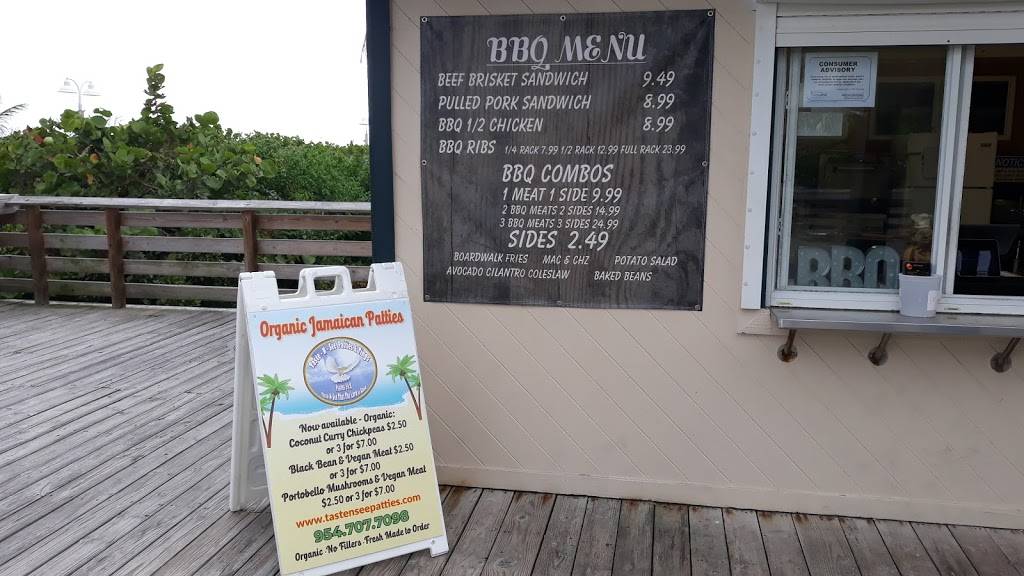 BBQ MENU
BEEF BRISKET SANDWICH 9.49
PULLED PORK SANDWICH 8.99
BBQ 1/2 CHICKEN 8.99
BBQ RIBS 1/4 RACK 7.99 1/2 RACK 12.99 FULL RACK 23.99
BBQ COMBOS
1 MEAT 1 SIDE 9.99
2 BBQ MEATS 2 SIDES 14.99
3 BBQ MEATS 3 SIDES 24.99
SIDES 2.49
BOARDWALK FRIES MAC & CHZ POTATO SALAD
AVOCADO CILANTRO COLESLAW BAKED BEANS
CONSUMER
ADVISORY
NOTICE
BBQ
Organic Jamaican Patties
Now available - Organic:
Coconut Curry Chickpeas $2.50
or 3 for $7.00
Black Bean & Vegan Meal $2.50
or 3 for $7.00
Portobello Mushrooms & Vegan Meat
$2.50 or 3 for $7.00
www.tastenseepatties.com
954.707.7098
Organic -No Fillers -Fresh Made to Order